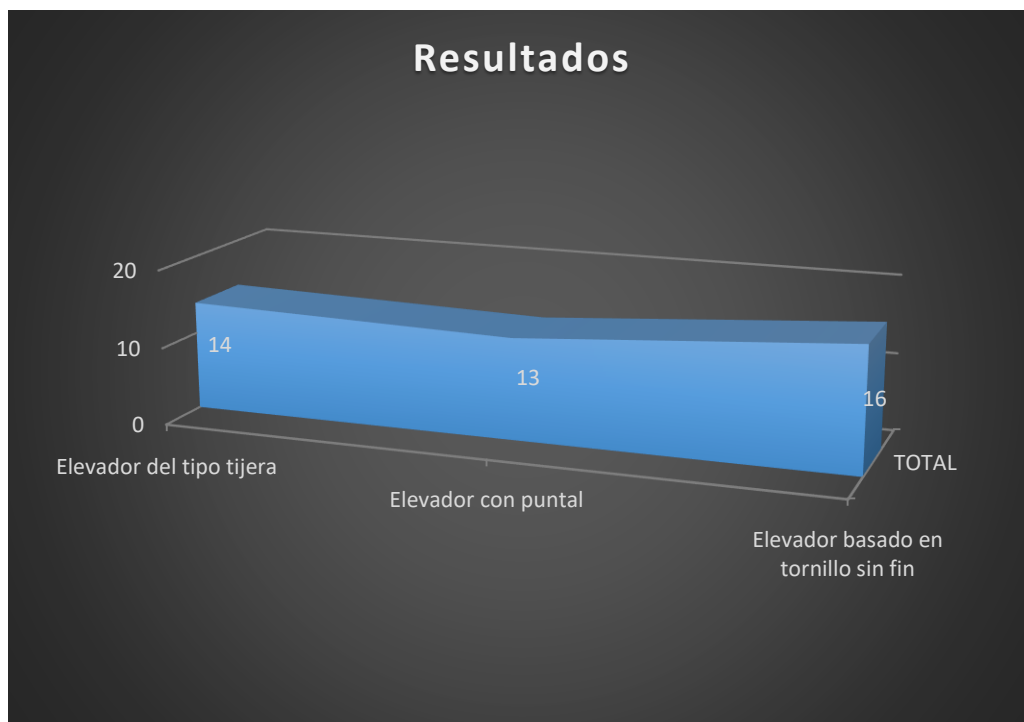 Resultados
20
10
0
14
13
16
Elevador del tipo tijera
Elevador con puntal
Elevador basado en
tornillo sin fin
TOTAL